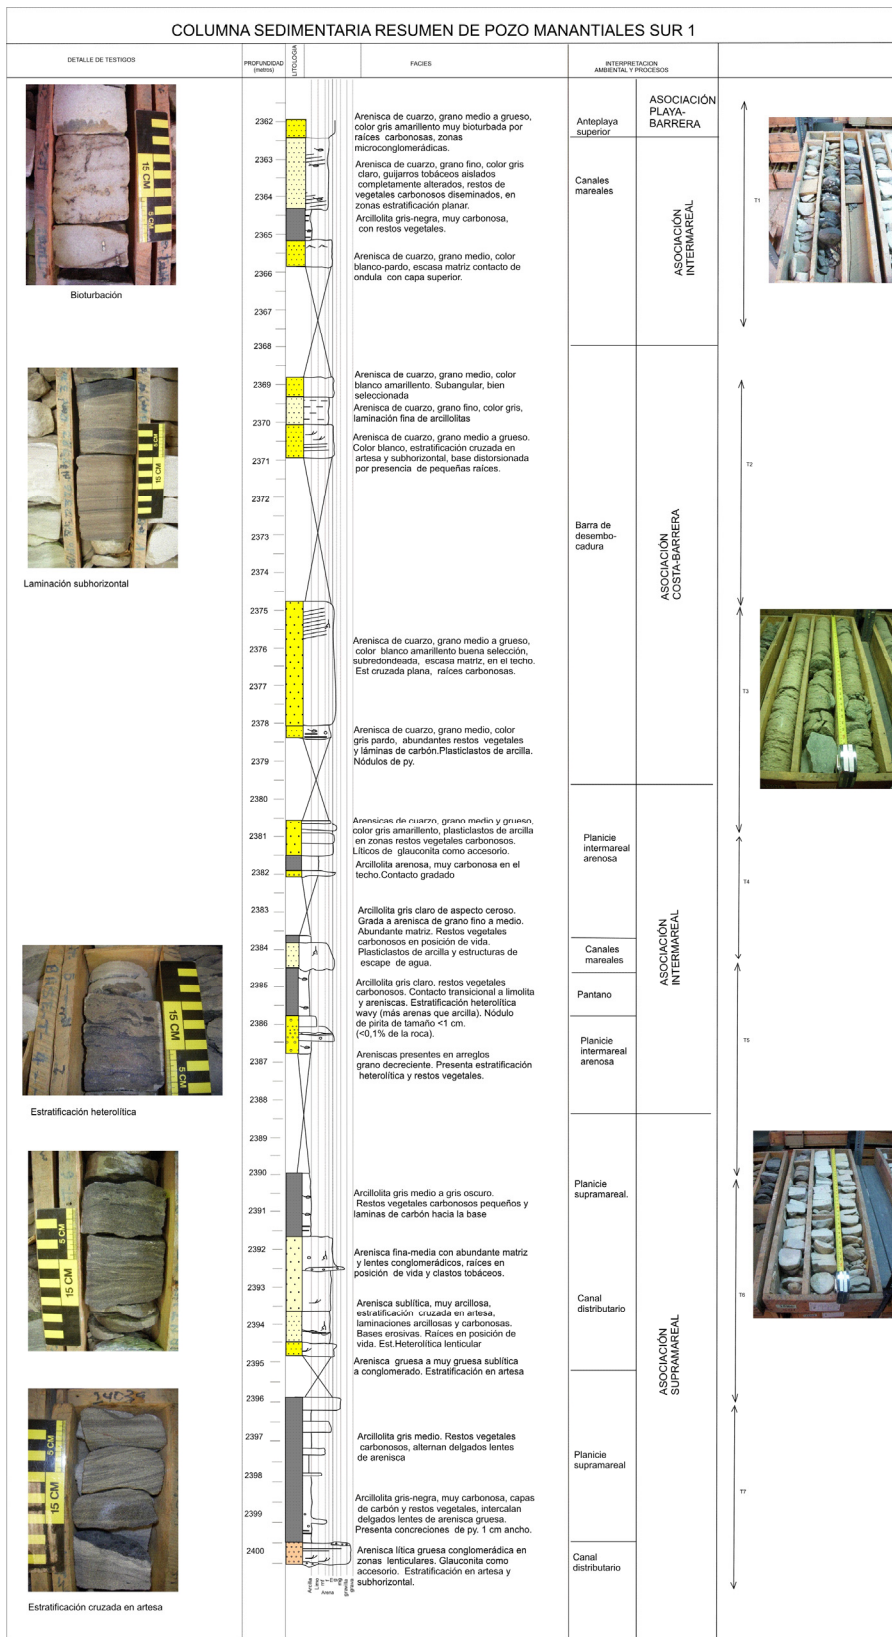 COLUMNA SEDIMENTARIA RESUMEN DE POZO MANANTIALES SUR 1
DETALLE DE TESTIGOS
PROFUNDIDAD
(metros)
LITOLOGIA
FACIES
INTERPRETACION
AMBIENTAL Y PROCESOS
15 CM
5 CM
Bioturbación
5 CM
15 CM
Laminación subhorizontal
15 CM
5 CM
Estratificación heterolítica
5 CM
15 CM
5 CM
15 CM
Estratificación cruzada en artesa
2362
2363
2364
2365
2366
2367
2368
2369
2370
2371
2372
2373
2374
2375
2376
2377
2378
2379
2380
2381
2382
2383
2384
2385
2386
2387
2388
2389
2390
2391
2392
2393
2394
2395
2396
2397
2398
2399
2400
Arcilla
Limo
Arena
granulla
grava
Arenisca de cuarzo, grano medio a grueso,
color gris amarillento muy bioturbada por
raíces carbonosas, zonas
microconglomerádicas.
Arenisca de cuarzo, grano fino, color gris
claro, guijarros tobáceos aislados
completamente alterados, restos de
vegetales carbonosos diseminados, en
zonas estratificación planar.
Arcillolita gris-negra, muy carbonosa,
con restos vegetales.
Arenisca de cuarzo, grano medio, color
blanco-pardo, escasa matriz contacto de
ondula con capa superior.
Arenisca de cuarzo, grano medio, color
blanco amarillento. Subangular, bien
seleccionada
Arenisca de cuarzo, grano fino, color gris,
laminación fina de arcillolitas
Arenisca de cuarzo, grano medio a grueso.
Color blanco, estratificación cruzada en
artesa y subhorizontal, base distorsionada
por presencia de pequeñas raíces.
Arenisca de cuarzo, grano medio a grueso,
color blanco amarillento buena selección,
subredondeada, escasa matriz, en el techo.
Est cruzada plana, raíces carbonosas.
Arenisca de cuarzo, grano medio, color
gris pardo, abundantes restos vegetales
y láminas de carbón.Plasticlastos de arcilla.
Nódulos de py.
Arensicas de cuarzo, grano medio y grueso,
color gris amarillento, plasticlastos de arcilla
en zonas restos vegetales carbonosos.
Líticos de glauconita como accesorio.
Arcillolita arenosa, muy carbonosa en el
techo.Contacto gradado
Arcillolita gris claro de aspecto ceroso.
Grada a arenisca de grano fino a medio.
Abundante matriz. Restos vegetales
carbonosos en posición de vida.
Plasticlastos de arcilla y estructuras de
escape de agua.
Arcillolita gris claro. restos vegetales
carbonosos. Contacto transicional a limolita
y areniscas. Estratificación heterolítica
wavy (más arenas que arcilla). Nódulo
de pirita de tamaño <1 cm.
(<0,1% de la roca).
Areniscas presentes en arreglos
grano decreciente. Presenta estratificación
heterolítica y restos vegetales.
Arcillolita gris medio a gris oscuro.
Restos vegetales carbonosos pequeños y
laminas de carbón hacia la base
Arenisca fina-media con abundante matriz
y lentes conglomerádicos, raíces en
posición de vida y clastos tobáceos.
Arenisca sublítica, muy arcillosa,
estratificación cruzada en artesa,
laminaciones arcillosas y carbonosas.
Bases erosivas. Raíces en posición de
vida. Est.Heterolítica lenticular
Arenisca gruesa a muy gruesa sublítica
a conglomerado. Estratificación en artesa
Arcillolita gris medio. Restos vegetales
carbonosos, alternan delgados lentes
de arenisca
Arcillolita gris-negra, muy carbonosa, capas
de carbón y restos vegetales, intercalan
delgados lentes de arenisca gruesa.
Presenta concreciones de py. 1 cm ancho.
Arenisca lítica gruesa conglomerádica en
zonas lenticulares. Glauconita como
accesorio. Estratificación en artesa y
subhorizontal.
Anteplaya
superior
Canales
mareales
Barra de
desembo-
cadura
Planicie
intermareal
arenosa
Canales
mareales
Pantano
Planicie
intermareal
arenosa
Planicie
supramareal.
Canal
distributario
Planicie
supramareal
Canal
distributario
ASOCIACIÓN
PLAYA-
BARRERA
ASOCIACIÓN
INTERMAREAL
ASOCIACIÓN
COSTA-BARRERA
ASOCIACIÓN
INTERMAREAL
ASOCIACIÓN
SUPRAMAREAL
T1
T2
T3
T4
T5
T6
T7